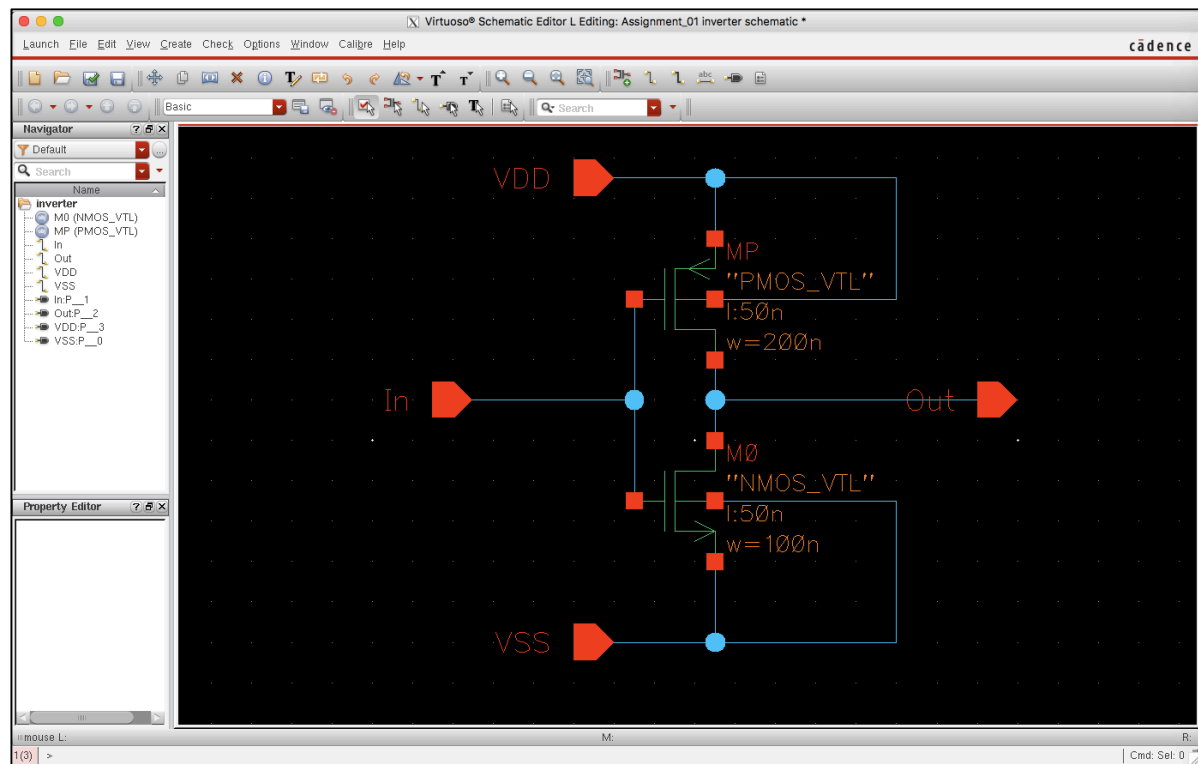 Virtuoso® Schematic Editor L Editing: Assignment_01 inverter schematic *
Launch File Edit View Create Check Options Window Calibre Help
cādence
Basic
Search
Navigator
Default
Search
Name
inverter
M0 (NMOS_VTL)
MP (PMOS_VTL)
In
Out
VDD
VSS
In:P__1
Out:P__2
VDD:P__3
VSS:P__0
Property Editor
VDD
MP
"PMOS_VTL"
l:50n
w=200n
In
Out
M0
"NMOS_VTL"
l:50n
w=100n
VSS
mouse L:
M:
R:
1(3) >
Cmd: Sel: 0